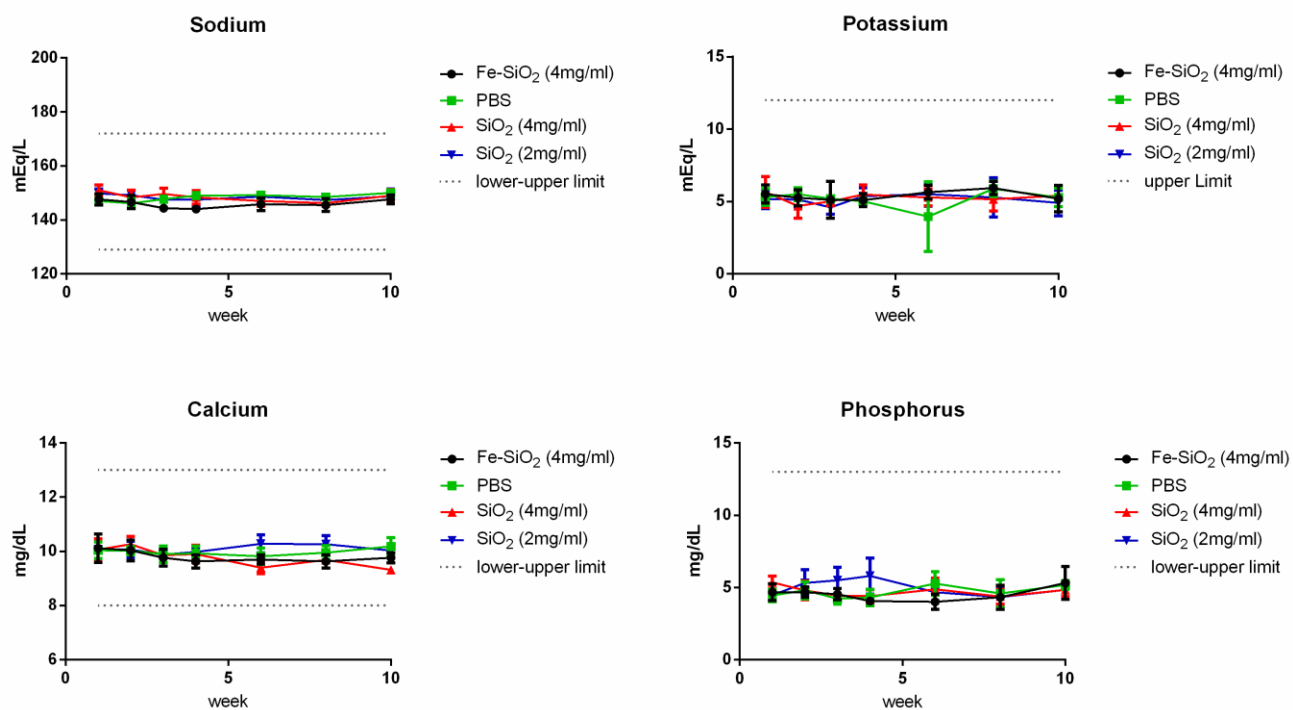 Sodium
200
180
160
140
120
mEq/L
0
5
10
week
Fe-SiO₂ (4mg/ml)
PBS
SiO₂ (4mg/ml)
SiO₂ (2mg/ml)
lower-upper limit
Potassium
15
10
5
0
mEq/L
0
5
10
week
Fe-SiO₂ (4mg/ml)
PBS
SiO₂ (4mg/ml)
SiO₂ (2mg/ml)
upper Limit
Calcium
14
12
10
8
6
mg/dL
0
5
10
week
Fe-SiO₂ (4mg/ml)
PBS
SiO₂ (4mg/ml)
SiO₂ (2mg/ml)
lower-upper limit
Phosphorus
15
10
5
0
mg/dL
0
5
10
week
Fe-SiO₂ (4mg/ml)
PBS
SiO₂ (4mg/ml)
SiO₂ (2mg/ml)
lower-upper limit